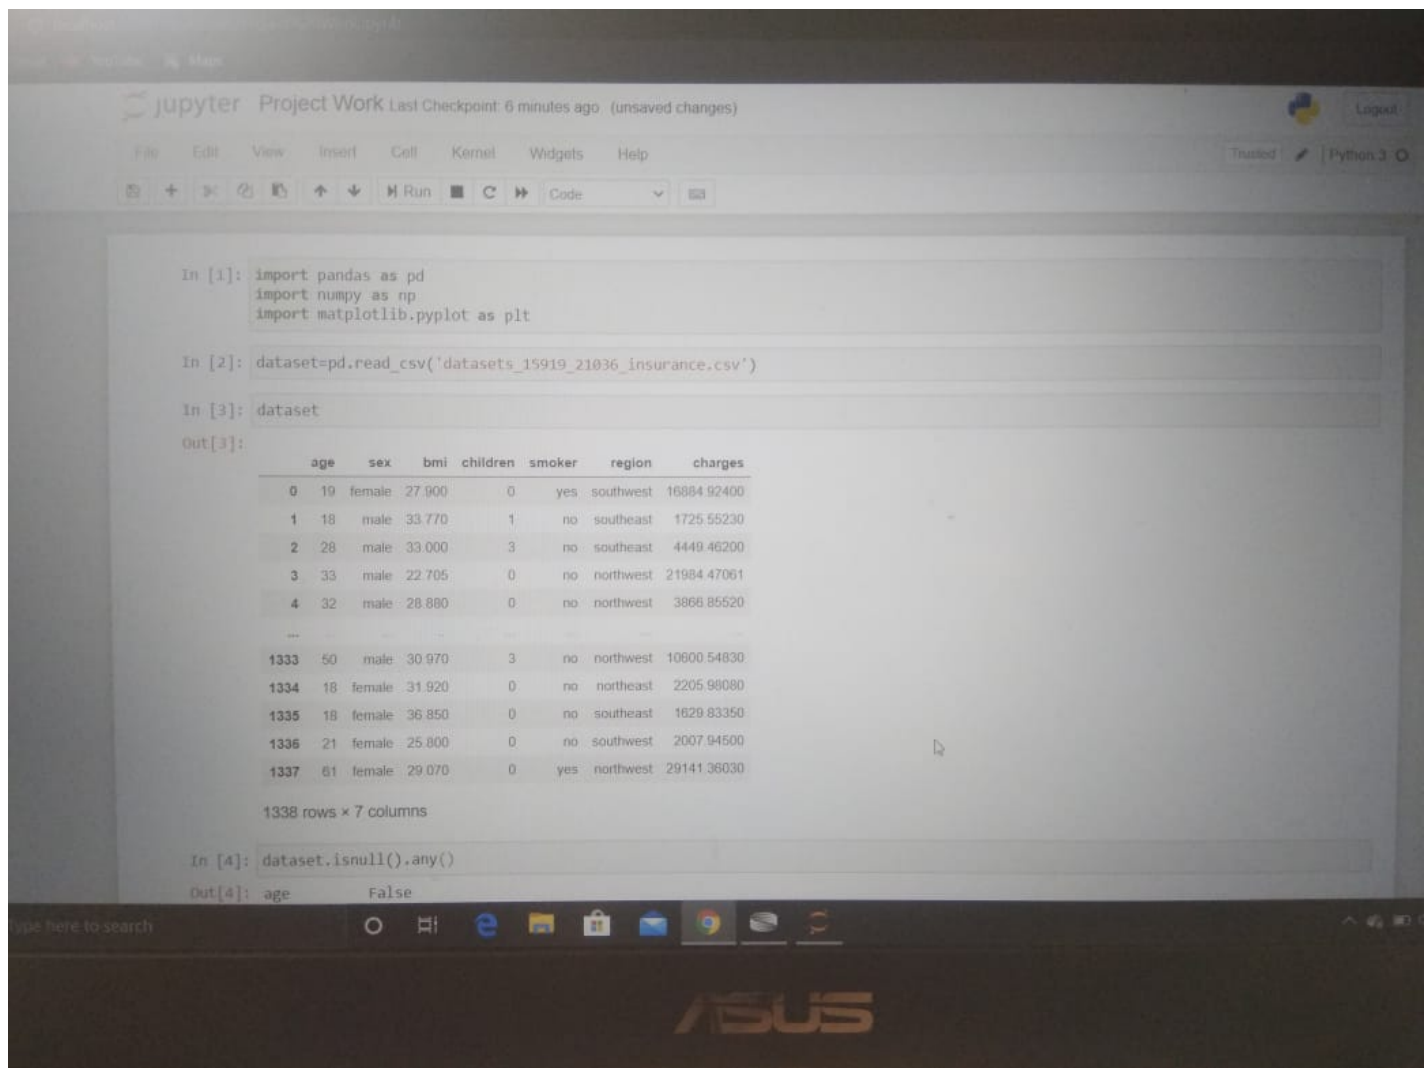 Maps
jupyter Project Work Last Checkpoint: 6 minutes ago (unsaved changes)
Logout
File Edit View Insert Cell Kernel Widgets Help
Trusted Python 3
Run Code
In [1]: import pandas as pd
import numpy as np
import matplotlib.pyplot as plt
In [2]: dataset=pd.read_csv('datasets_15919_21036_insurance.csv')
In [3]: dataset
Out[3]:
age sex bmi children smoker region charges
0 19 female 27.900 0 yes southwest 16884.92400
1 18 male 33.770 1 no southeast 1725.55230
2 28 male 33.000 3 no southeast 4449.46200
3 33 male 22.705 0 no northwest 21984.47061
4 32 male 28.880 0 no northwest 3866.85520
... ... ... ... ... ... ... ...
1333 50 male 30.970 3 no northwest 10600.54830
1334 18 female 31.920 0 no northeast 2205.98080
1335 18 female 36.850 0 no southeast 1629.83350
1336 21 female 25.800 0 no southwest 2007.94500
1337 61 female 29.070 0 yes northwest 29141.36030
1338 rows × 7 columns
In [4]: dataset.isnull().any()
Out[4]: age False
ype here to search
ASUS